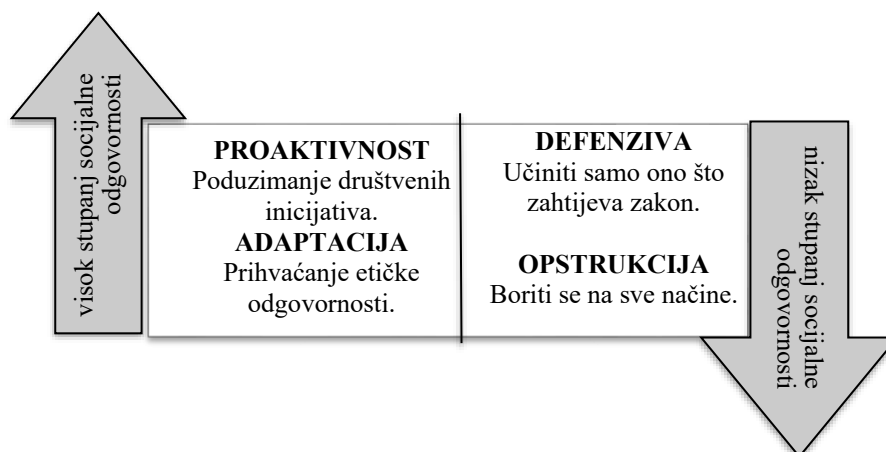 visok stupanj socijalne
odgovornosti
PROAKTIVNOST
Poduzimanje društvenih
inicijativa.
ADAPTACIJA
Prihvaćanje etičke
odgovornosti.
DEFENZIVA
Učiniti samo ono što
zahtijeva zakon.
OPSTRUKCIJA
Boriti se na sve načine.
nizak stupanj socijalne
odgovornosti